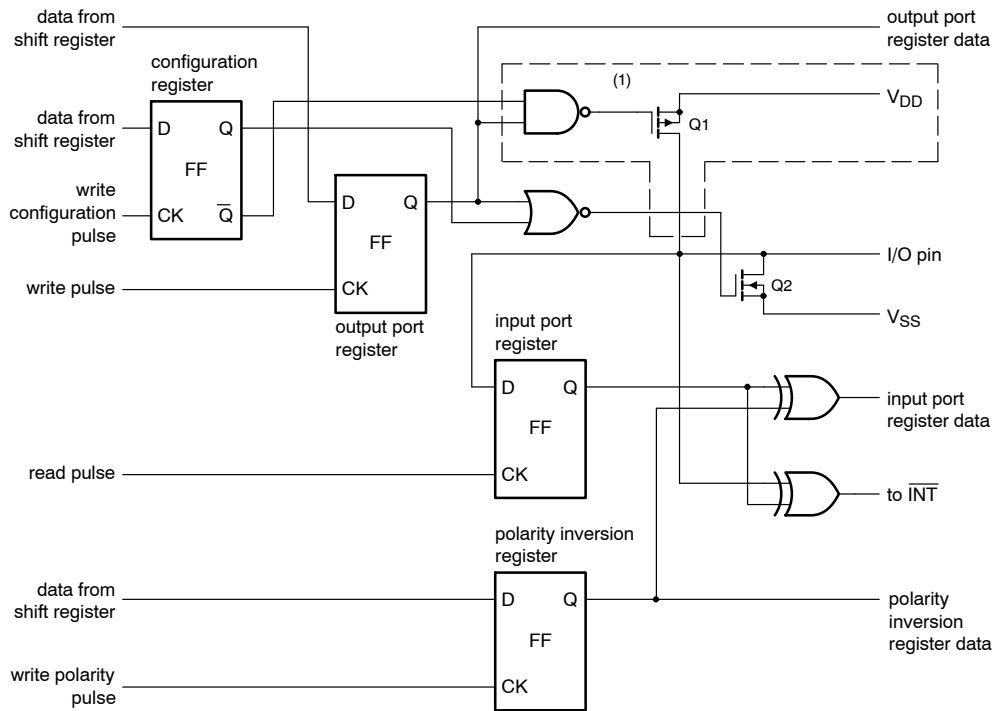 data from
shift register
output port
register data
configuration
register
(1)
VDD
data from
shift register
D
Q
Q1
FF
write
configuration
pulse
CK
Q̅
D
Q
FF
I/O pin
write pulse
CK
Q2
VSS
output port
register
input port
register
D
Q
input port
register data
FF
read pulse
CK
to I̅N̅T̅
polarity inversion
register
data from
shift register
D
Q
polarity
inversion
register data
FF
write polarity
pulse
CK